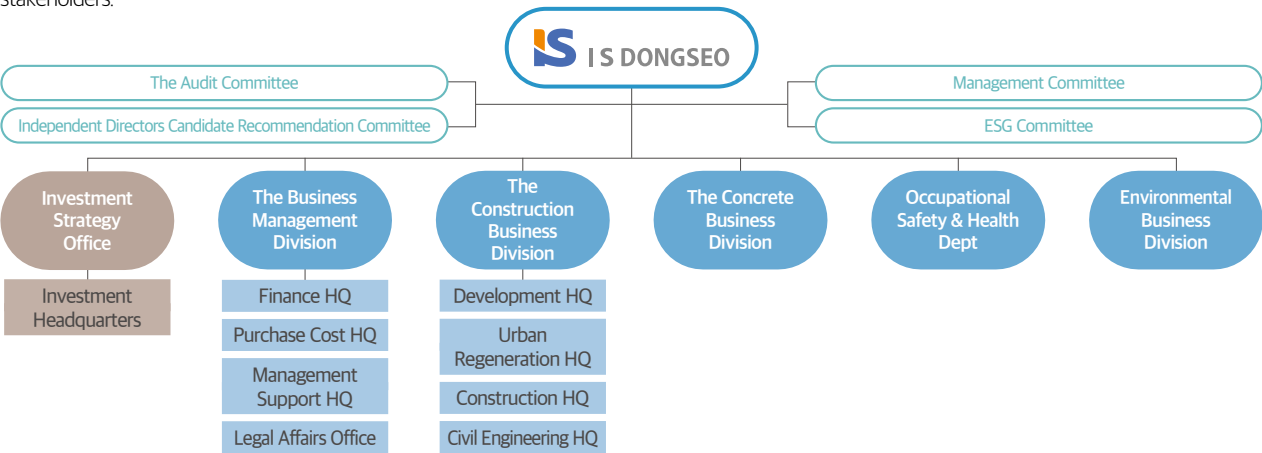 stakeholders.
IS I S DONGSEO
The Audit Committee
Management Committee
Independent Directors Candidate Recommendation Committee
ESG Committee
Investment
Strategy
Office
The Business
Management
Division
The
Construction
Business
Division
The Concrete
Business
Division
Occupational
Safety & Health
Dept
Environmental
Business
Division
Investment
Headquarters
Finance HQ
Purchase Cost HQ
Management
Support HQ
Legal Affairs Office
Development HQ
Urban
Regeneration HQ
Construction HQ
Civil Engineering HQ